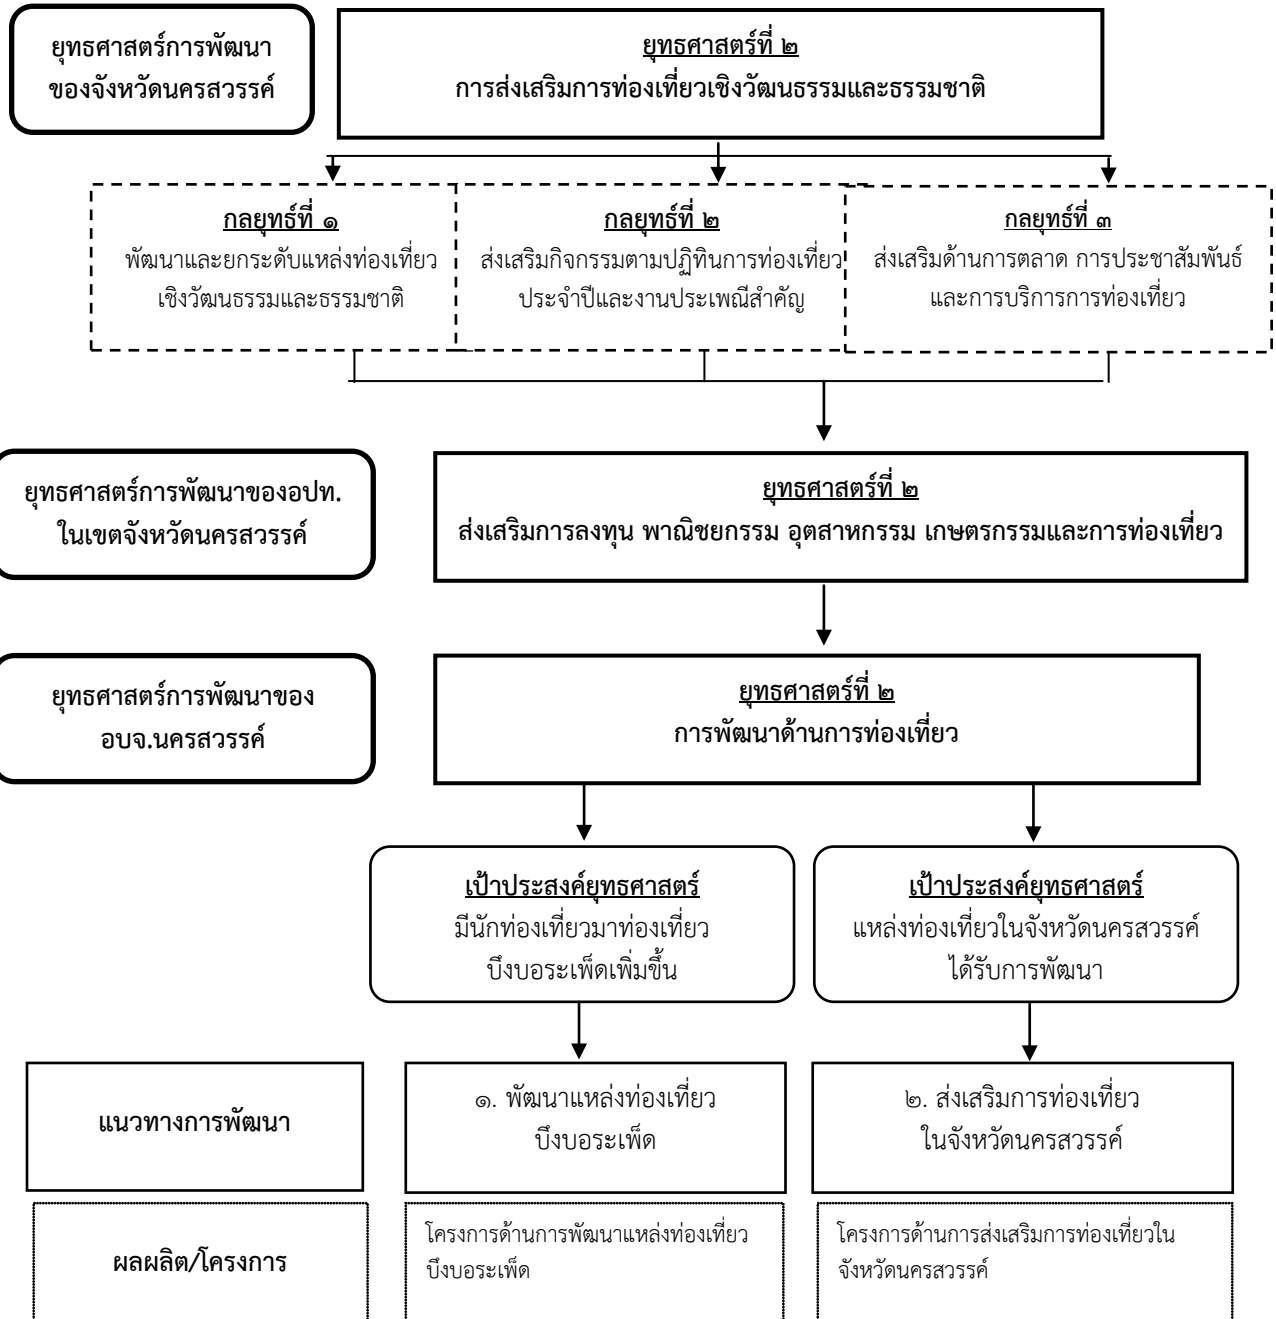 ยุทธศาสตร์การพัฒนา
ของจังหวัดนครสวรรค์
ยุทธศาสตร์ที่ ๒
การส่งเสริมการท่องเที่ยวเชิงวัฒนธรรมและธรรมชาติ
กลยุทธ์ที่ ๑
พัฒนาและยกระดับแหล่งท่องเที่ยว
เชิงวัฒนธรรมและธรรมชาติ
กลยุทธ์ที่ ๒
ส่งเสริมกิจกรรมตามปฏิทินการท่องเที่ยว
ประจำปีและงานประเพณีสำคัญ
กลยุทธ์ที่ ๓
ส่งเสริมด้านการตลาด การประชาสัมพันธ์
และการบริการการท่องเที่ยว
ยุทธศาสตร์การพัฒนาของอปท.
ในเขตจังหวัดนครสวรรค์
ยุทธศาสตร์ที่ ๒
ส่งเสริมการลงทุน พาณิชยกรรม อุตสาหกรรม เกษตรกรรมและการท่องเที่ยว
ยุทธศาสตร์การพัฒนาของ
อบจ.นครสวรรค์
ยุทธศาสตร์ที่ ๒
การพัฒนาด้านการท่องเที่ยว
เป้าประสงค์ยุทธศาสตร์
มีนักท่องเที่ยวมาท่องเที่ยว
บึงบอระเพ็ดเพิ่มขึ้น
เป้าประสงค์ยุทธศาสตร์
แหล่งท่องเที่ยวในจังหวัดนครสวรรค์
ได้รับการพัฒนา
แนวทางการพัฒนา
๑. พัฒนาแหล่งท่องเที่ยว
บึงบอระเพ็ด
๒. ส่งเสริมการท่องเที่ยว
ในจังหวัดนครสวรรค์
ผลผลิต/โครงการ
โครงการด้านการพัฒนาแหล่งท่องเที่ยว
บึงบอระเพ็ด
โครงการด้านการส่งเสริมการท่องเที่ยวใน
จังหวัดนครสวรรค์